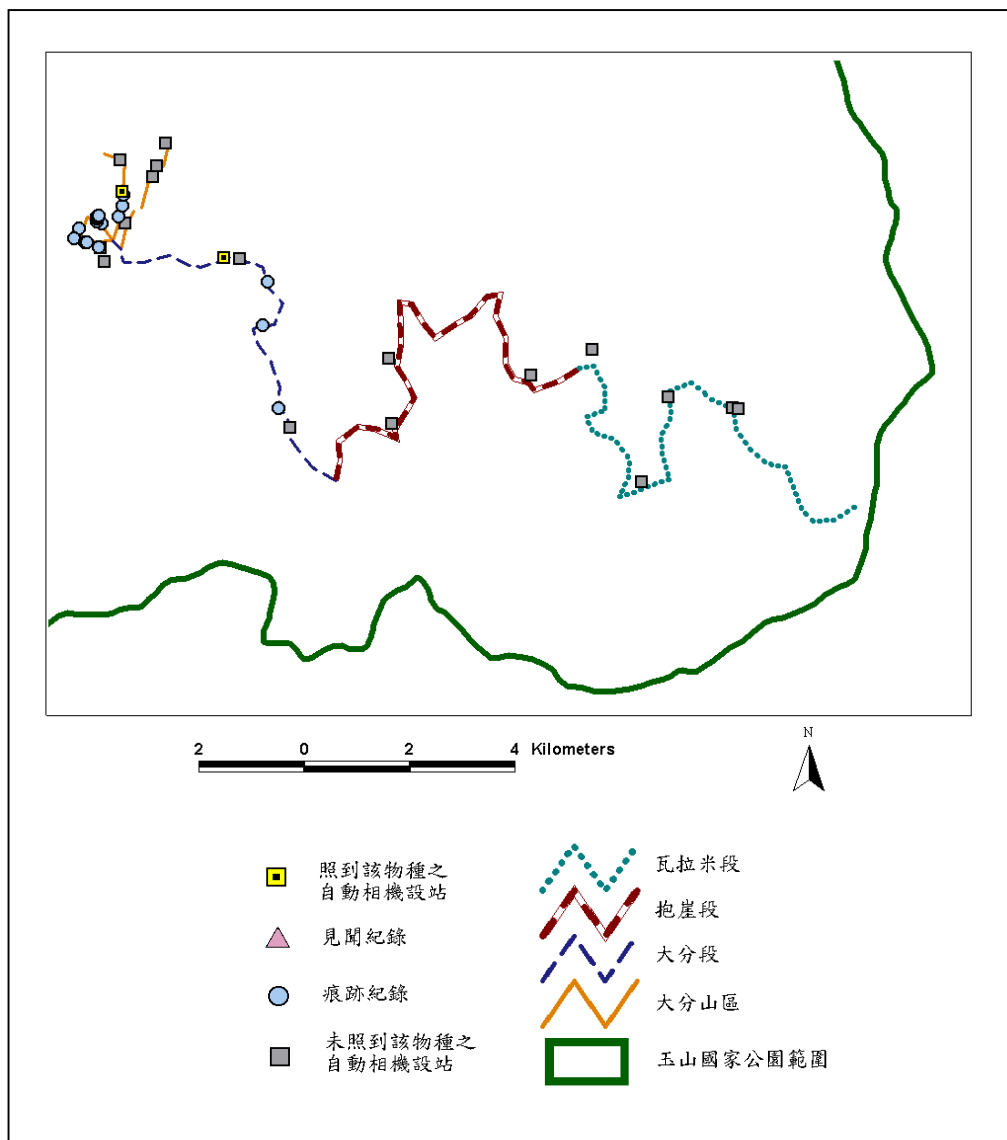 2 0 2 4 Kilometers
N
照到該物種之
自動相機設站
見聞紀錄
痕跡紀錄
未照到該物種之
自動相機設站
瓦拉米段
抱崖段
大分段
大分山區
玉山國家公園範圍